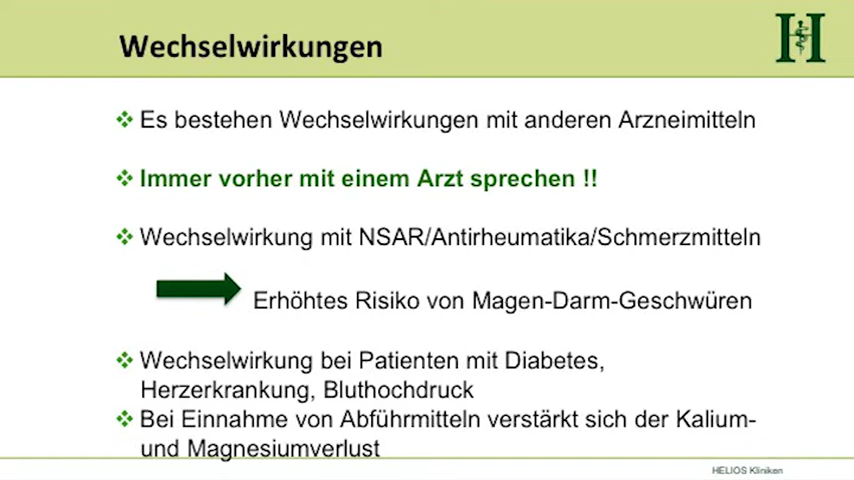 Wechselwirkungen
H
Es bestehen Wechselwirkungen mit anderen Arzneimitteln
Immer vorher mit einem Arzt sprechen !!
Wechselwirkung mit NSAR/Antirheumatika/Schmerzmitteln
Erhöhtes Risiko von Magen-Darm-Geschwüren
Wechselwirkung bei Patienten mit Diabetes,
Herzerkrankung, Bluthochdruck
Bei Einnahme von Abführmitteln verstärkt sich der Kalium-
und Magnesiumverlust
HELIOS Kliniken